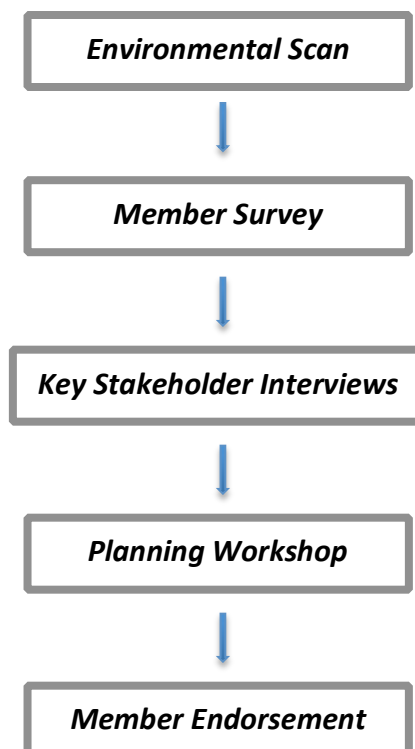 Environmental Scan
Member Survey
Key Stakeholder Interviews
Planning Workshop
Member Endorsement